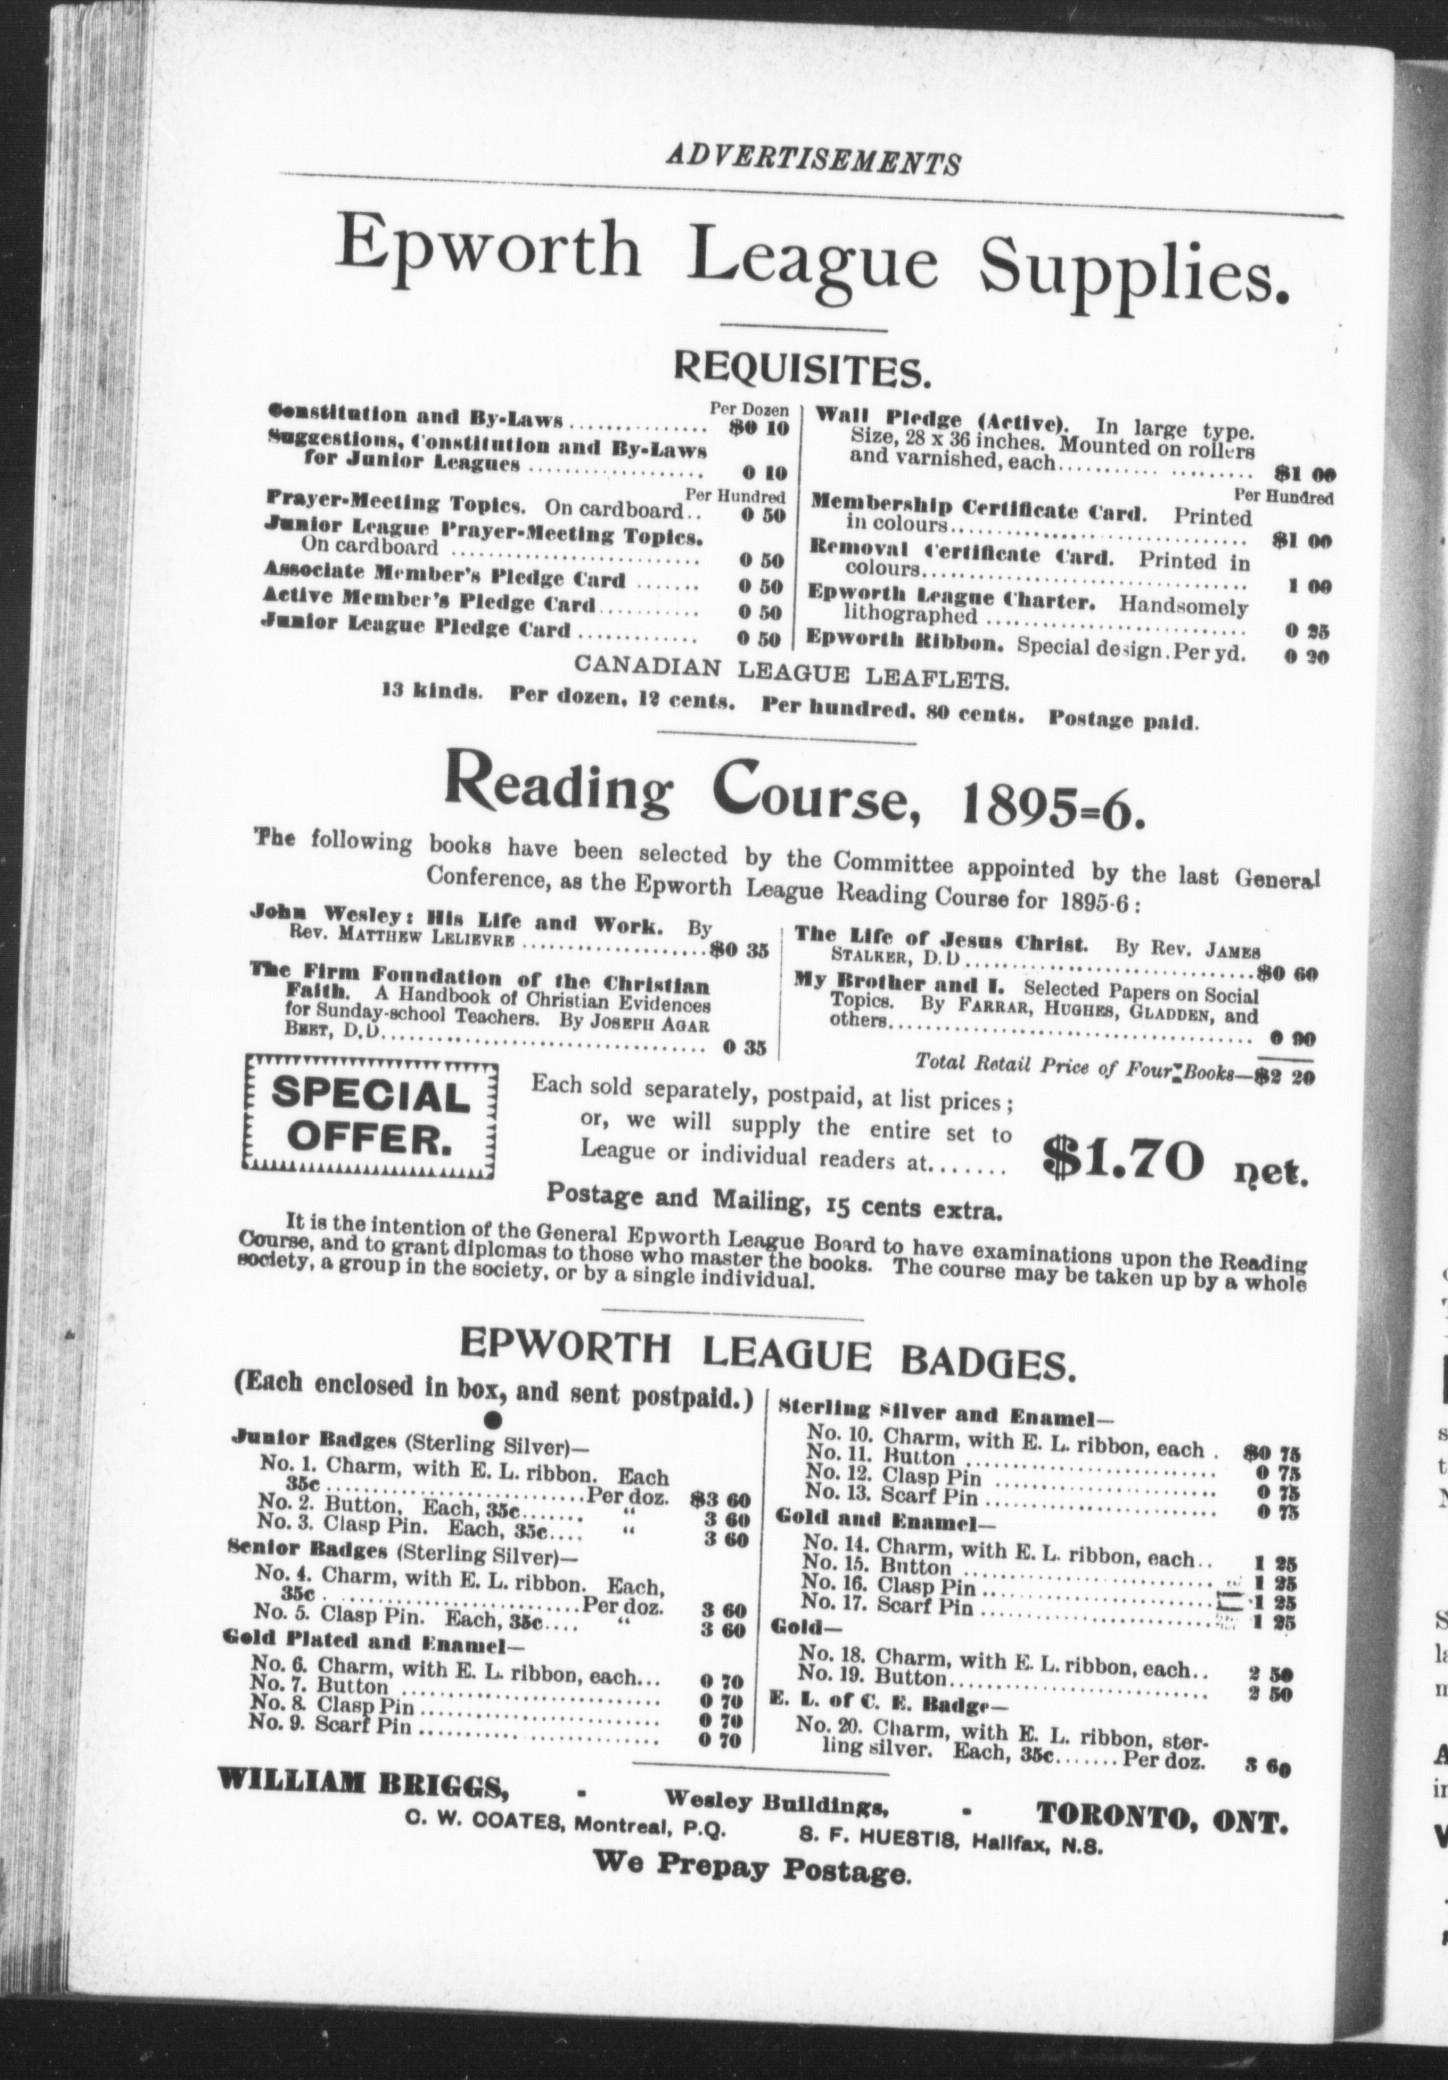 ADVERTISEMENTS
Epworth League Supplies.
REQUISITES.
Per Dozen
Constitution and By-Laws ............... $0 10
Suggestions, Constitution and By-Laws
for Junior Leagues ................... 0 10
Per Hundred
Prayer-Meeting Topics. On cardboard.. 0 50
Junior League Prayer-Meeting Topics.
On cardboard ........................... 0 50
Associate Member's Pledge Card ....... 0 50
Active Member's Pledge Card........... 0 50
Junior League Pledge Card ............. 0 50
Wall Pledge (Active). In large type.
Size, 28 x 36 inches. Mounted on rollers
and varnished, each.................... $1 00
Per Hundred
Membership Certificate Card. Printed
in colours............................... $1 00
Removal Certificate Card. Printed in
colours.................................. 1 00
Epworth League Charter. Handsomely
lithographed ........................... 0 25
Epworth Ribbon. Special design. Per yd. 0 20
CANADIAN LEAGUE LEAFLETS.
13 kinds. Per dozen, 12 cents. Per hundred, 80 cents. Postage paid.
Reading Course, 1895=6.
The following books have been selected by the Committee appointed by the last General
Conference, as the Epworth League Reading Course for 1895-6:
John Wesley: His Life and Work. By
REV. MATTHEW LELIEVRE ...................$0 35
The Firm Foundation of the Christian
Faith. A Handbook of Christian Evidences
for Sunday-school Teachers. By JOSEPH AGAR
BEET, D.D.................................. 0 35
The Life of Jesus Christ. By Rev. JAMES
STALKER, D.D.............................$0 60
My Brother and I. Selected Papers on Social
Topics. By FARRAR, HUGHES, GLADDEN, and
others..................................... 0 90
Total Retail Price of Four Books—$2 20
SPECIAL
OFFER.
Each sold separately, postpaid, at list prices;
or, we will supply the entire set to
League or individual readers at....... $1.70 net.
Postage and Mailing, 15 cents extra.
It is the intention of the General Epworth League Board to have examinations upon the Reading
Course, and to grant diplomas to those who master the books. The course may be taken up by a whole
society, a group in the society, or by a single individual.
EPWORTH LEAGUE BADGES.
(Each enclosed in box, and sent postpaid.)
Junior Badges (Sterling Silver)—
No. 1. Charm, with E. L. ribbon. Each
35c ............................Per doz. $3 60
No. 2. Button, Each, 35c....... " 3 60
No. 3. Clasp Pin. Each, 35c.... " 3 60
Senior Badges (Sterling Silver)—
No. 4. Charm, with E. L. ribbon. Each,
35c ............................Per doz. 3 60
No. 5. Clasp Pin. Each, 35c.... " 3 60
Gold Plated and Enamel—
No. 6. Charm, with E. L. ribbon, each... 0 70
No. 7. Button ............................ 0 70
No. 8. Clasp Pin......................... 0 70
No. 9. Scarf Pin ......................... 0 70
Sterling Silver and Enamel—
No. 10. Charm, with E. L. ribbon, each . $0 75
No. 11. Button ........................... 0 75
No. 12. Clasp Pin ........................ 0 75
No. 13. Scarf Pin ......................... 0 75
Gold and Enamel—
No. 14. Charm, with E. L. ribbon, each.. 1 25
No. 15. Button ........................... 1 25
No. 16. Clasp Pin......................... 1 25
No. 17. Scarf Pin ......................... 1 25
Gold—
No. 18. Charm, with E. L. ribbon, each.. 2 50
No. 19. Button............................ 2 50
E. L. of C. E. Badge—
No. 20. Charm, with E. L. ribbon, ster-
ling silver. Each, 35c....... Per doz. 3 60
WILLIAM BRIGGS, - Wesley Buildings, - TORONTO, ONT.
C. W. COATES, Montreal, P.Q. S. F. HUESTIS, Halifax, N.S.
We Prepay Postage.